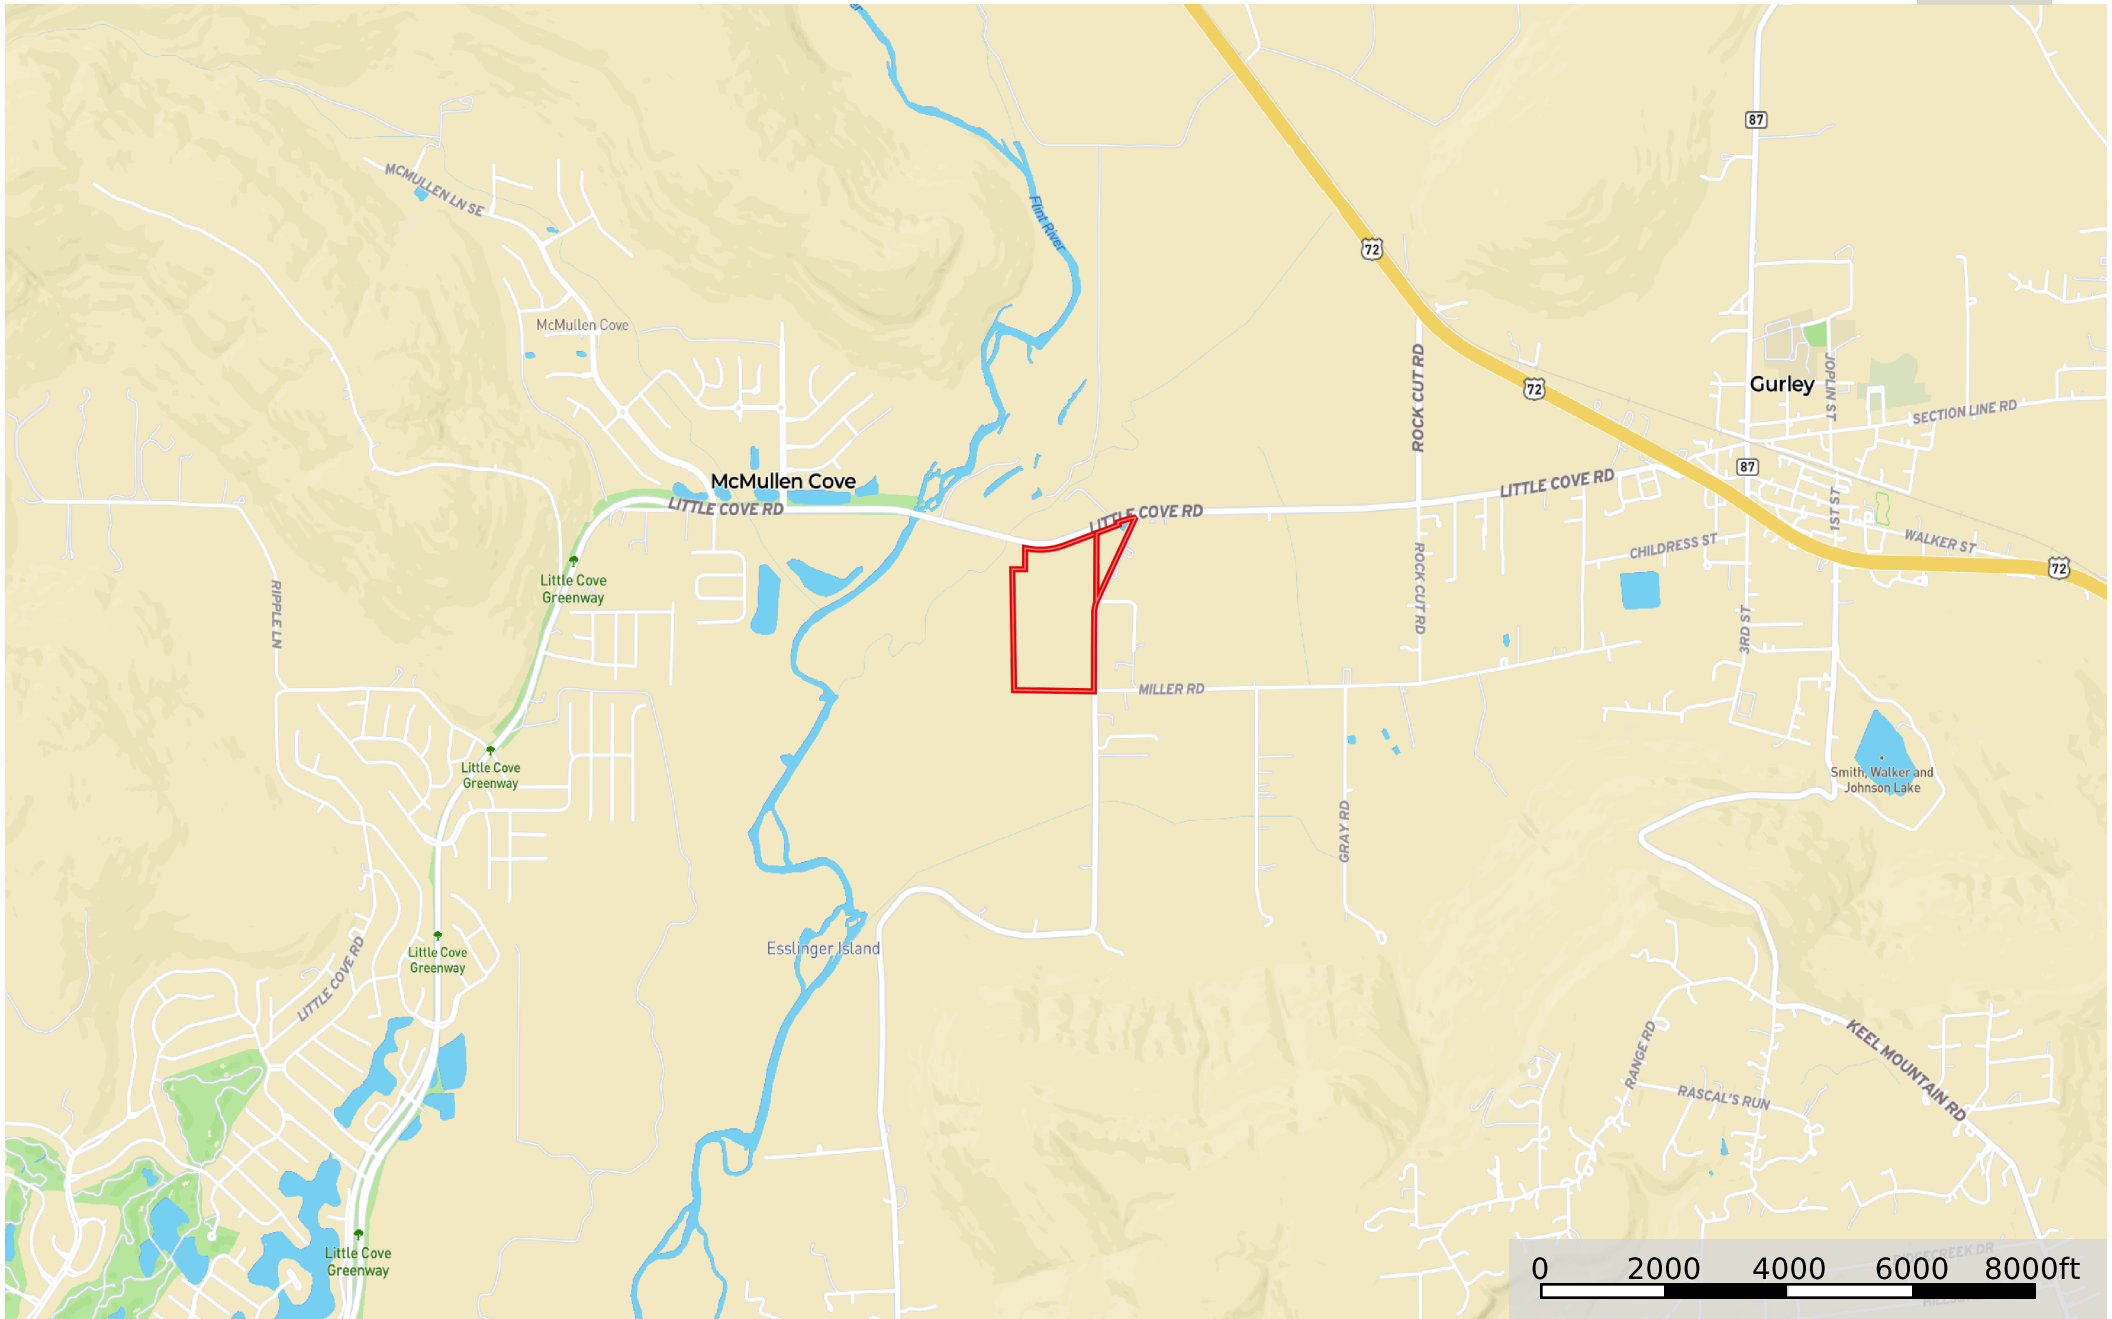 87
MCMULLEN LN SE
Flint River
72
McMullen Cove
ROCK CUT RD
72
Gurley
JOPLIN ST
SECTION LINE RD
87
McMullen Cove
LITTLE COVE RD
LITTLE COVE RD
LITTLE COVE RD
1ST ST
WALKER ST
CHILDRESS ST
72
Little Cove
Greenway
RIPPLE LN
ROCK CUT RD
3RD ST
MILLER RD
Little Cove
Greenway
Smith, Walker and
Johnson Lake
GRAY RD
Esslinger Island
Little Cove
Greenway
LITTLE COVE RD
RANGE RD
KEEL MOUNTAIN RD
RASCAL'S RUN
Little Cove
Greenway
RIDGECREEK DR
0 2000 4000 6000 8000ft